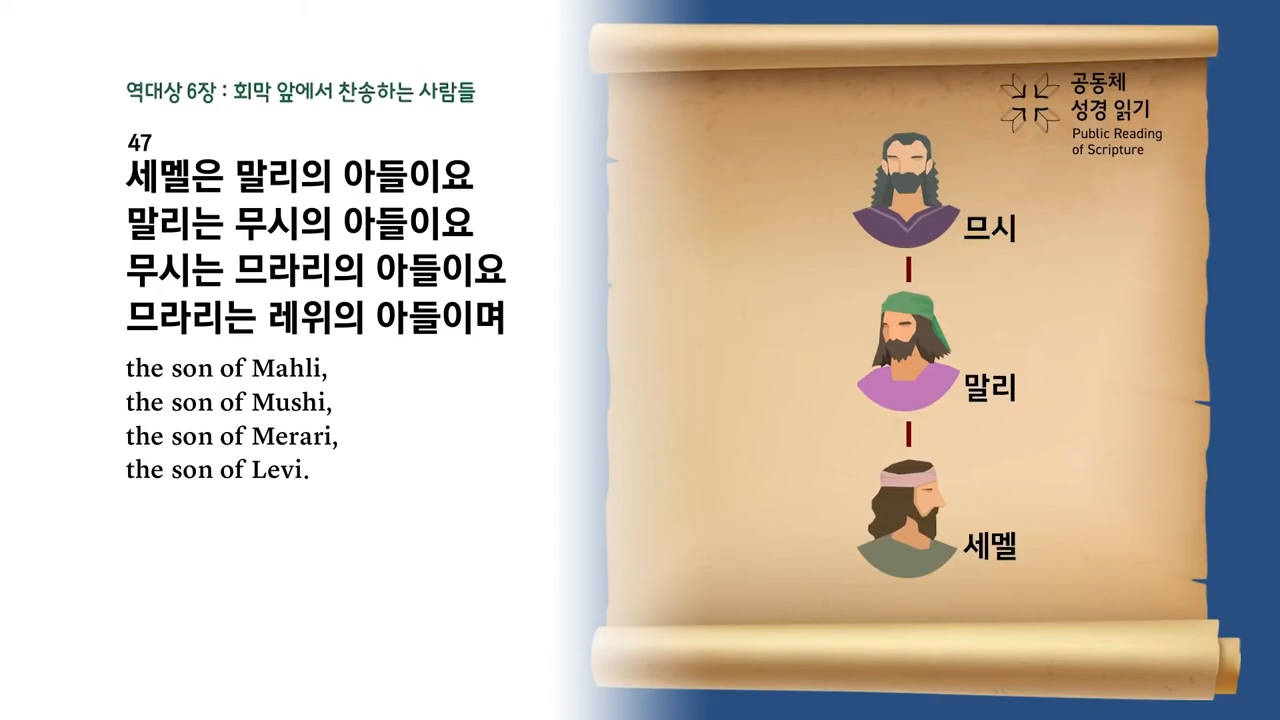 역대상 6장 : 회막 앞에서 찬송하는 사람들
47
세멜은 말리의 아들이요
말리는 무시의 아들이요
무시는 므라리의 아들이요
므라리는 레위의 아들이며
the son of Mahli,
the son of Mushi,
the son of Merari,
the son of Levi.
공동체
성경 읽기
Public Reading
of Scripture
므시
말리
세멜